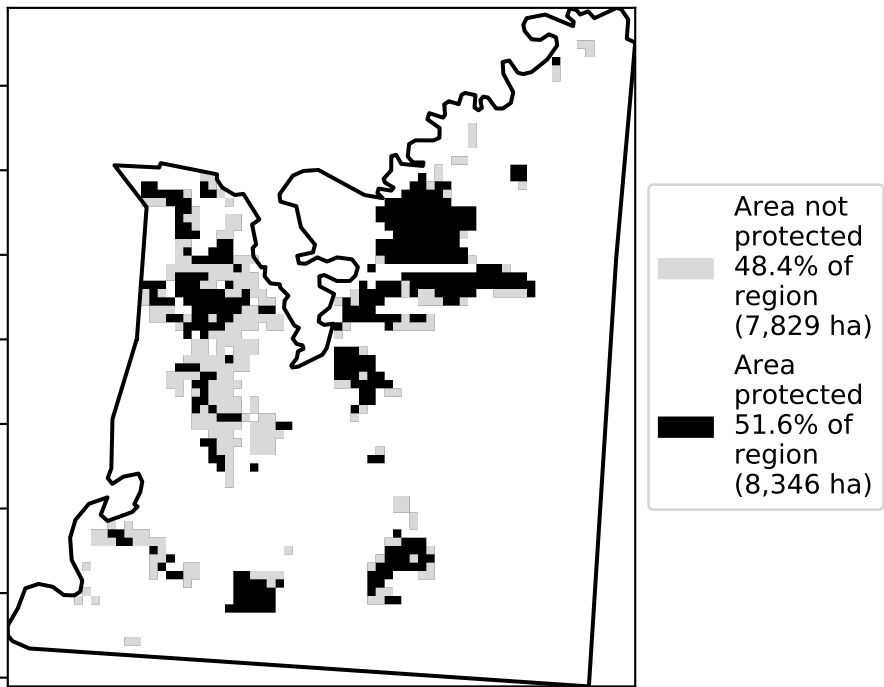 Area not
protected
48.4% of
region
(7,829 ha)
Area
protected
51.6% of
region
(8,346 ha)